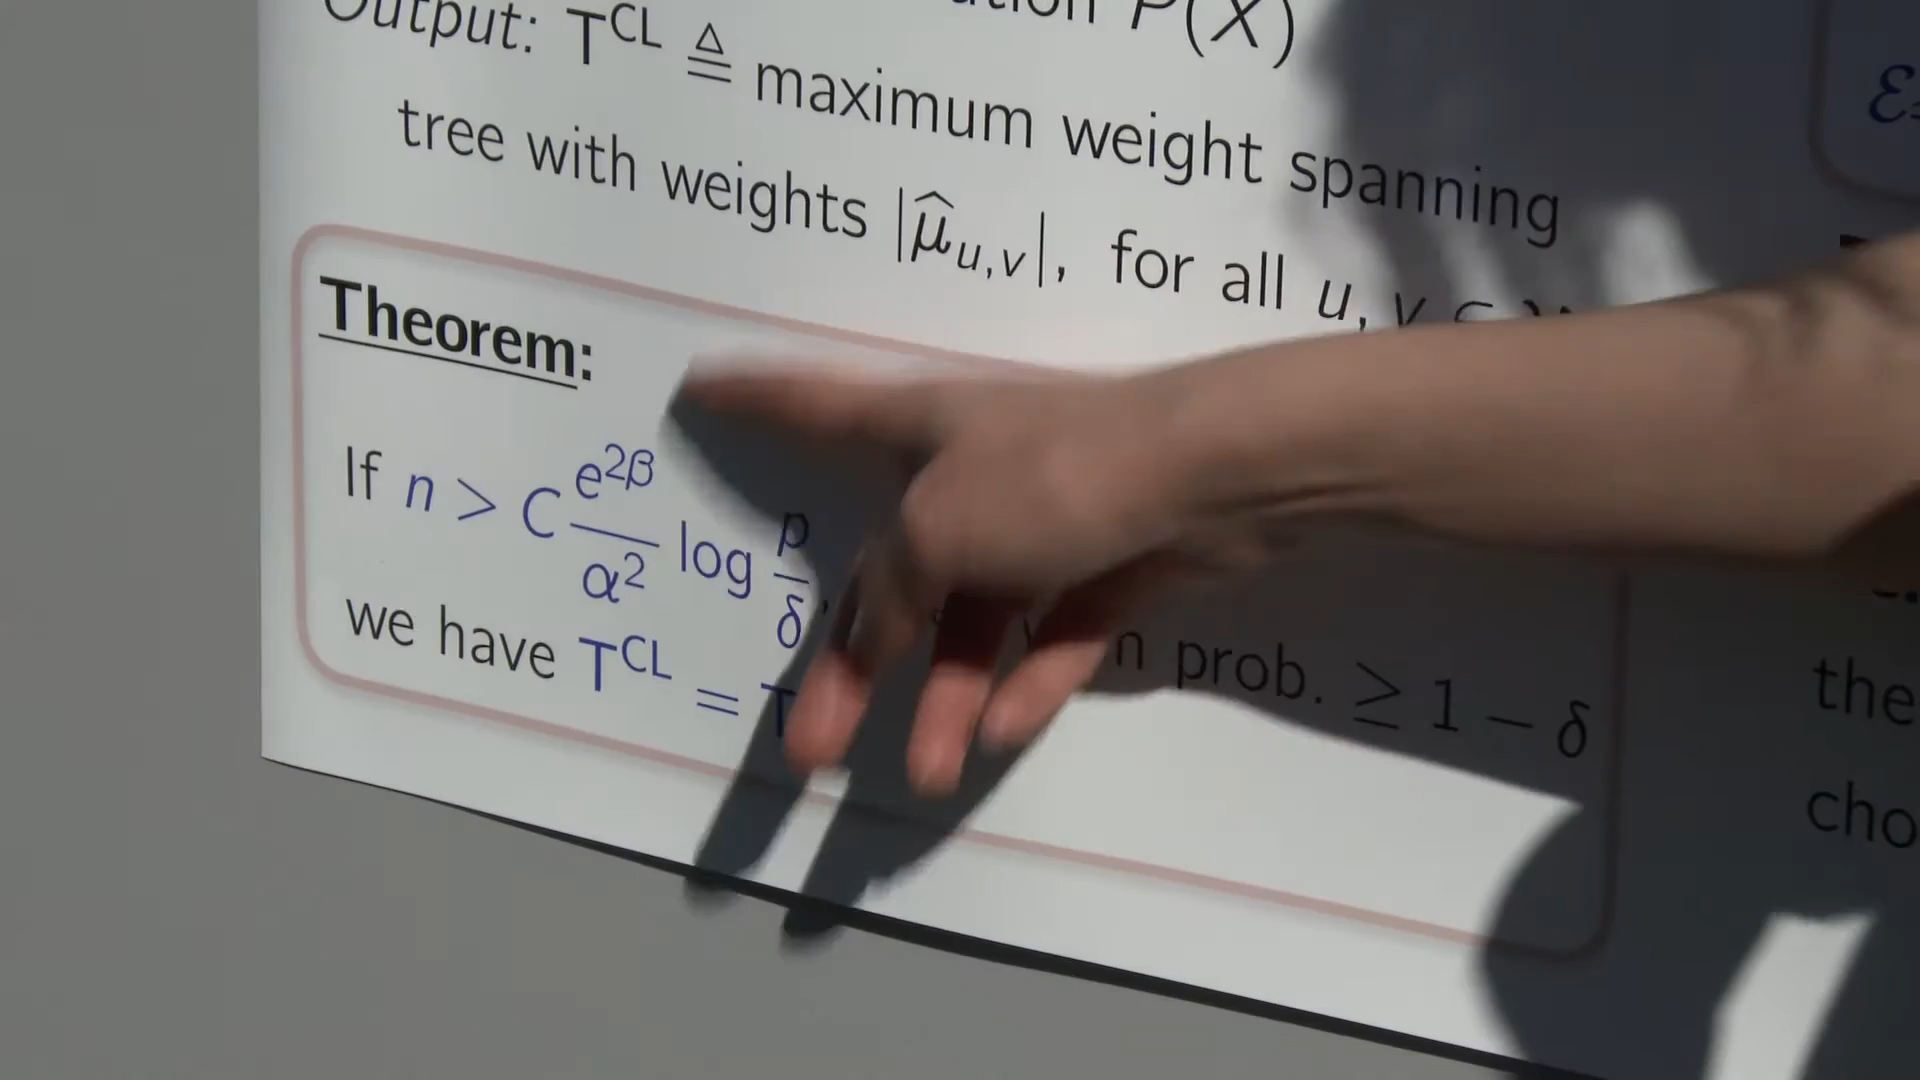 Output: T^CL ≜ maximum weight spanning
P(X)
tree with weights |μ̂_u,v|, for all u, v
Theorem:
If n > C e^2β/α^2 log p/δ,
we have T^CL = T prob. ≥ 1 − δ
the